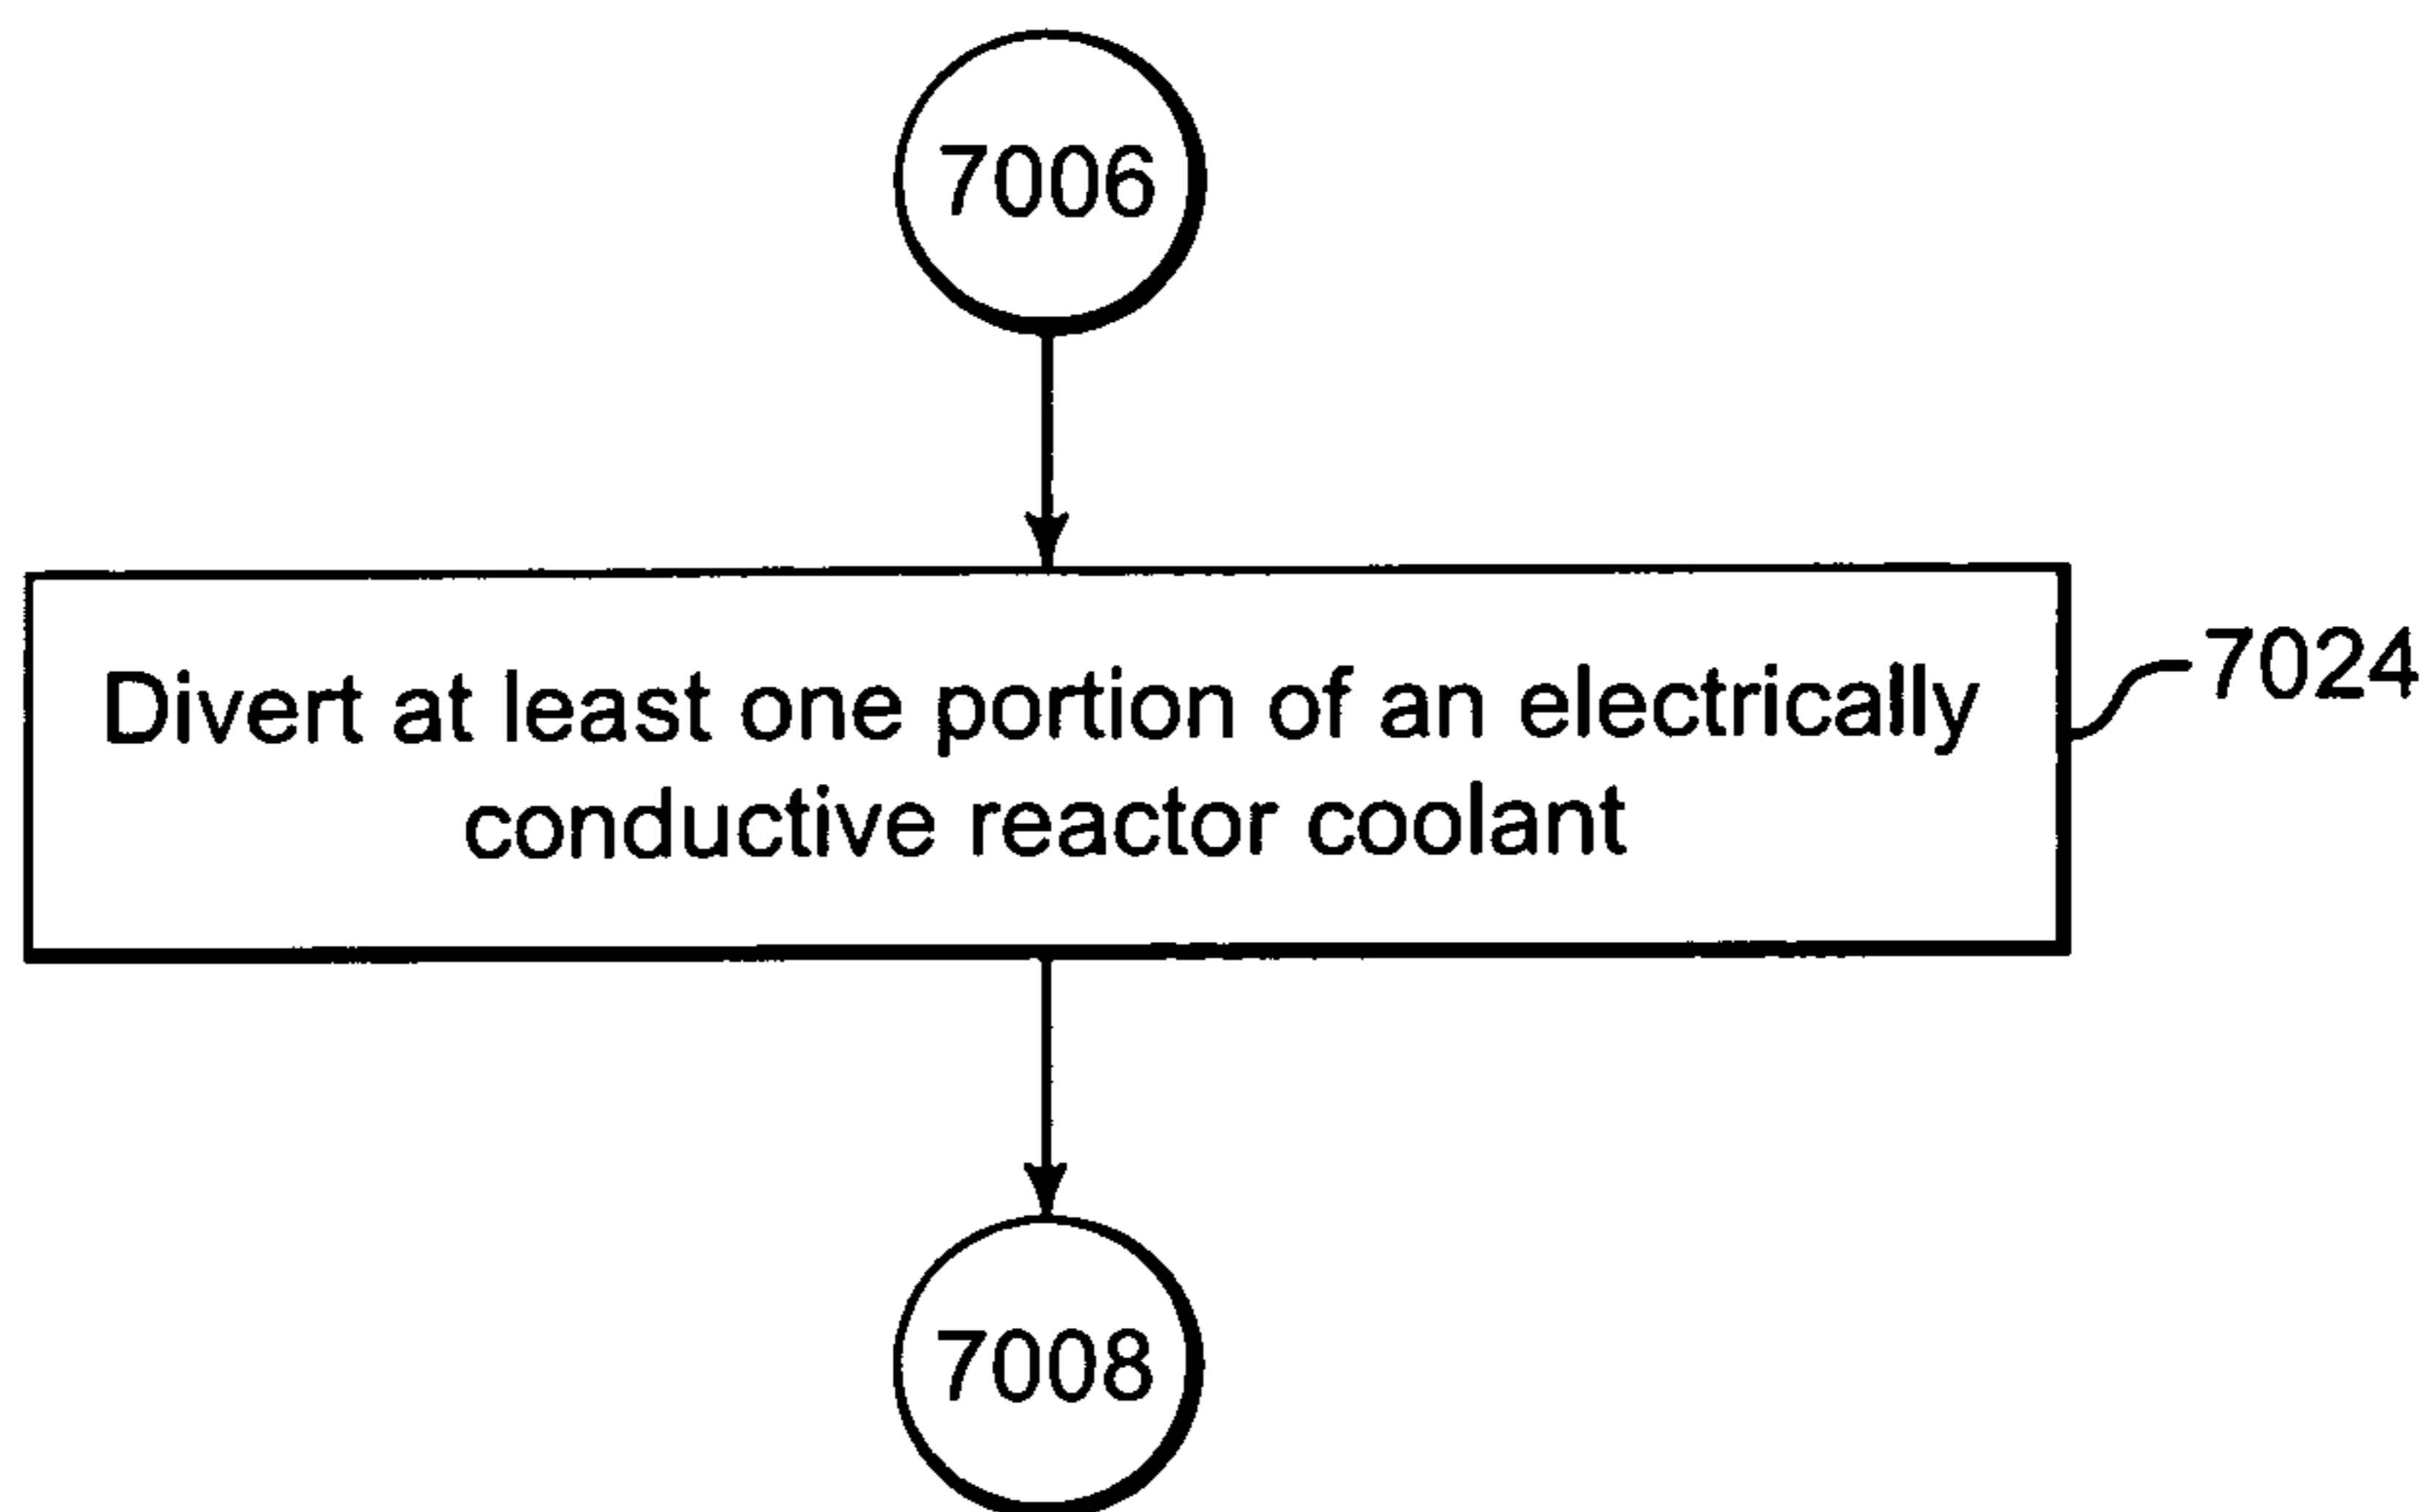 7006
Divert at least one portion of an electrically
conductive reactor coolant
7024
7008